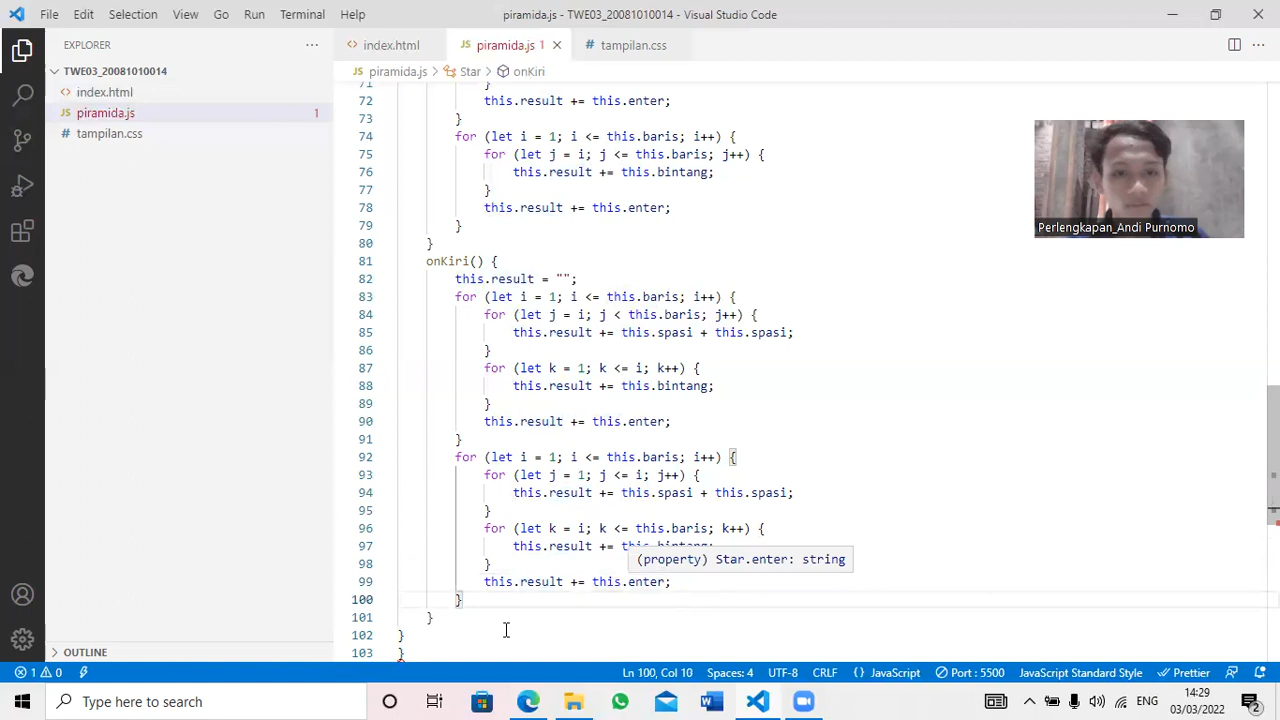 File Edit Selection View Go Run Terminal Help
piramida.js - TWE03_20081010014 - Visual Studio Code
EXPLORER
TWE03_20081010014
<> index.html
JS piramida.js 1
# tampilan.css
OUTLINE
<> index.html JS piramida.js 1 # tampilan.css
JS piramida.js > Star > onKiri
71 }
72 this.result += this.enter;
73 }
74 for (let i = 1; i <= this.baris; i++) {
75 for (let j = i; j <= this.baris; j++) {
76 this.result += this.bintang;
77 }
78 this.result += this.enter;
79 }
80 }
81 onKiri() {
82 this.result = "";
83 for (let i = 1; i <= this.baris; i++) {
84 for (let j = i; j < this.baris; j++) {
85 this.result += this.spasi + this.spasi;
86 }
87 for (let k = 1; k <= i; k++) {
88 this.result += this.bintang;
89 }
90 this.result += this.enter;
91 }
92 for (let i = 1; i <= this.baris; i++) {
93 for (let j = 1; j <= i; j++) {
94 this.result += this.spasi + this.spasi;
95 }
96 for (let k = i; k <= this.baris; k++) {
97 this.result += this.bintang;
98 }
(property) Star.enter: string
99 this.result += this.enter;
100 }
101 }
102 }
103 }
Perlengkapan_Andi Purnomo
1 0 Ln 100, Col 10 Spaces: 4 UTF-8 CRLF {} JavaScript Port : 5500 JavaScript Standard Style Prettier
Type here to search
ENG
14:29
03/03/2022
2